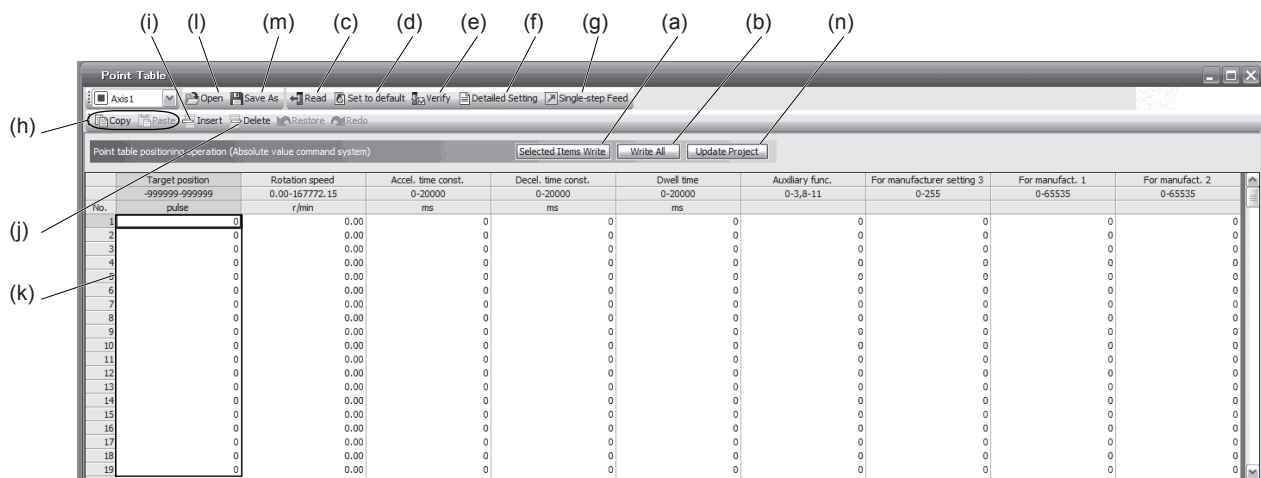 (i) (l) (m) (c) (d) (e) (f) (g) (a) (b) (n)
Point Table
Axis1 Open Save As Read Set to default Verify Detailed Setting Single-step Feed
(h) Copy Paste Insert Delete Restore Redo
Point table positioning operation (Absolute value command system) Selected Items Write Write All Update Project
Target position Rotation speed Accel. time const. Decel. time const. Dwell time Auxiliary func. For manufacturer setting 3 For manufact. 1 For manufact. 2
-999999-999999 0.00-167772.15 0-20000 0-20000 0-20000 0-3,8-11 0-255 0-65535 0-65535
No. pulse r/min ms ms ms
1 0 0.00 0 0 0 0 0 0 0
(j)
2 0 0.00 0 0 0 0 0 0 0
3 0 0.00 0 0 0 0 0 0 0
4 0 0.00 0 0 0 0 0 0 0
5 0 0.00 0 0 0 0 0 0 0
(k)
6 0 0.00 0 0 0 0 0 0 0
7 0 0.00 0 0 0 0 0 0 0
8 0 0.00 0 0 0 0 0 0 0
9 0 0.00 0 0 0 0 0 0 0
10 0 0.00 0 0 0 0 0 0 0
11 0 0.00 0 0 0 0 0 0 0
12 0 0.00 0 0 0 0 0 0 0
13 0 0.00 0 0 0 0 0 0 0
14 0 0.00 0 0 0 0 0 0 0
15 0 0.00 0 0 0 0 0 0 0
16 0 0.00 0 0 0 0 0 0 0
17 0 0.00 0 0 0 0 0 0 0
18 0 0.00 0 0 0 0 0 0 0
19 0 0.00 0 0 0 0 0 0 0